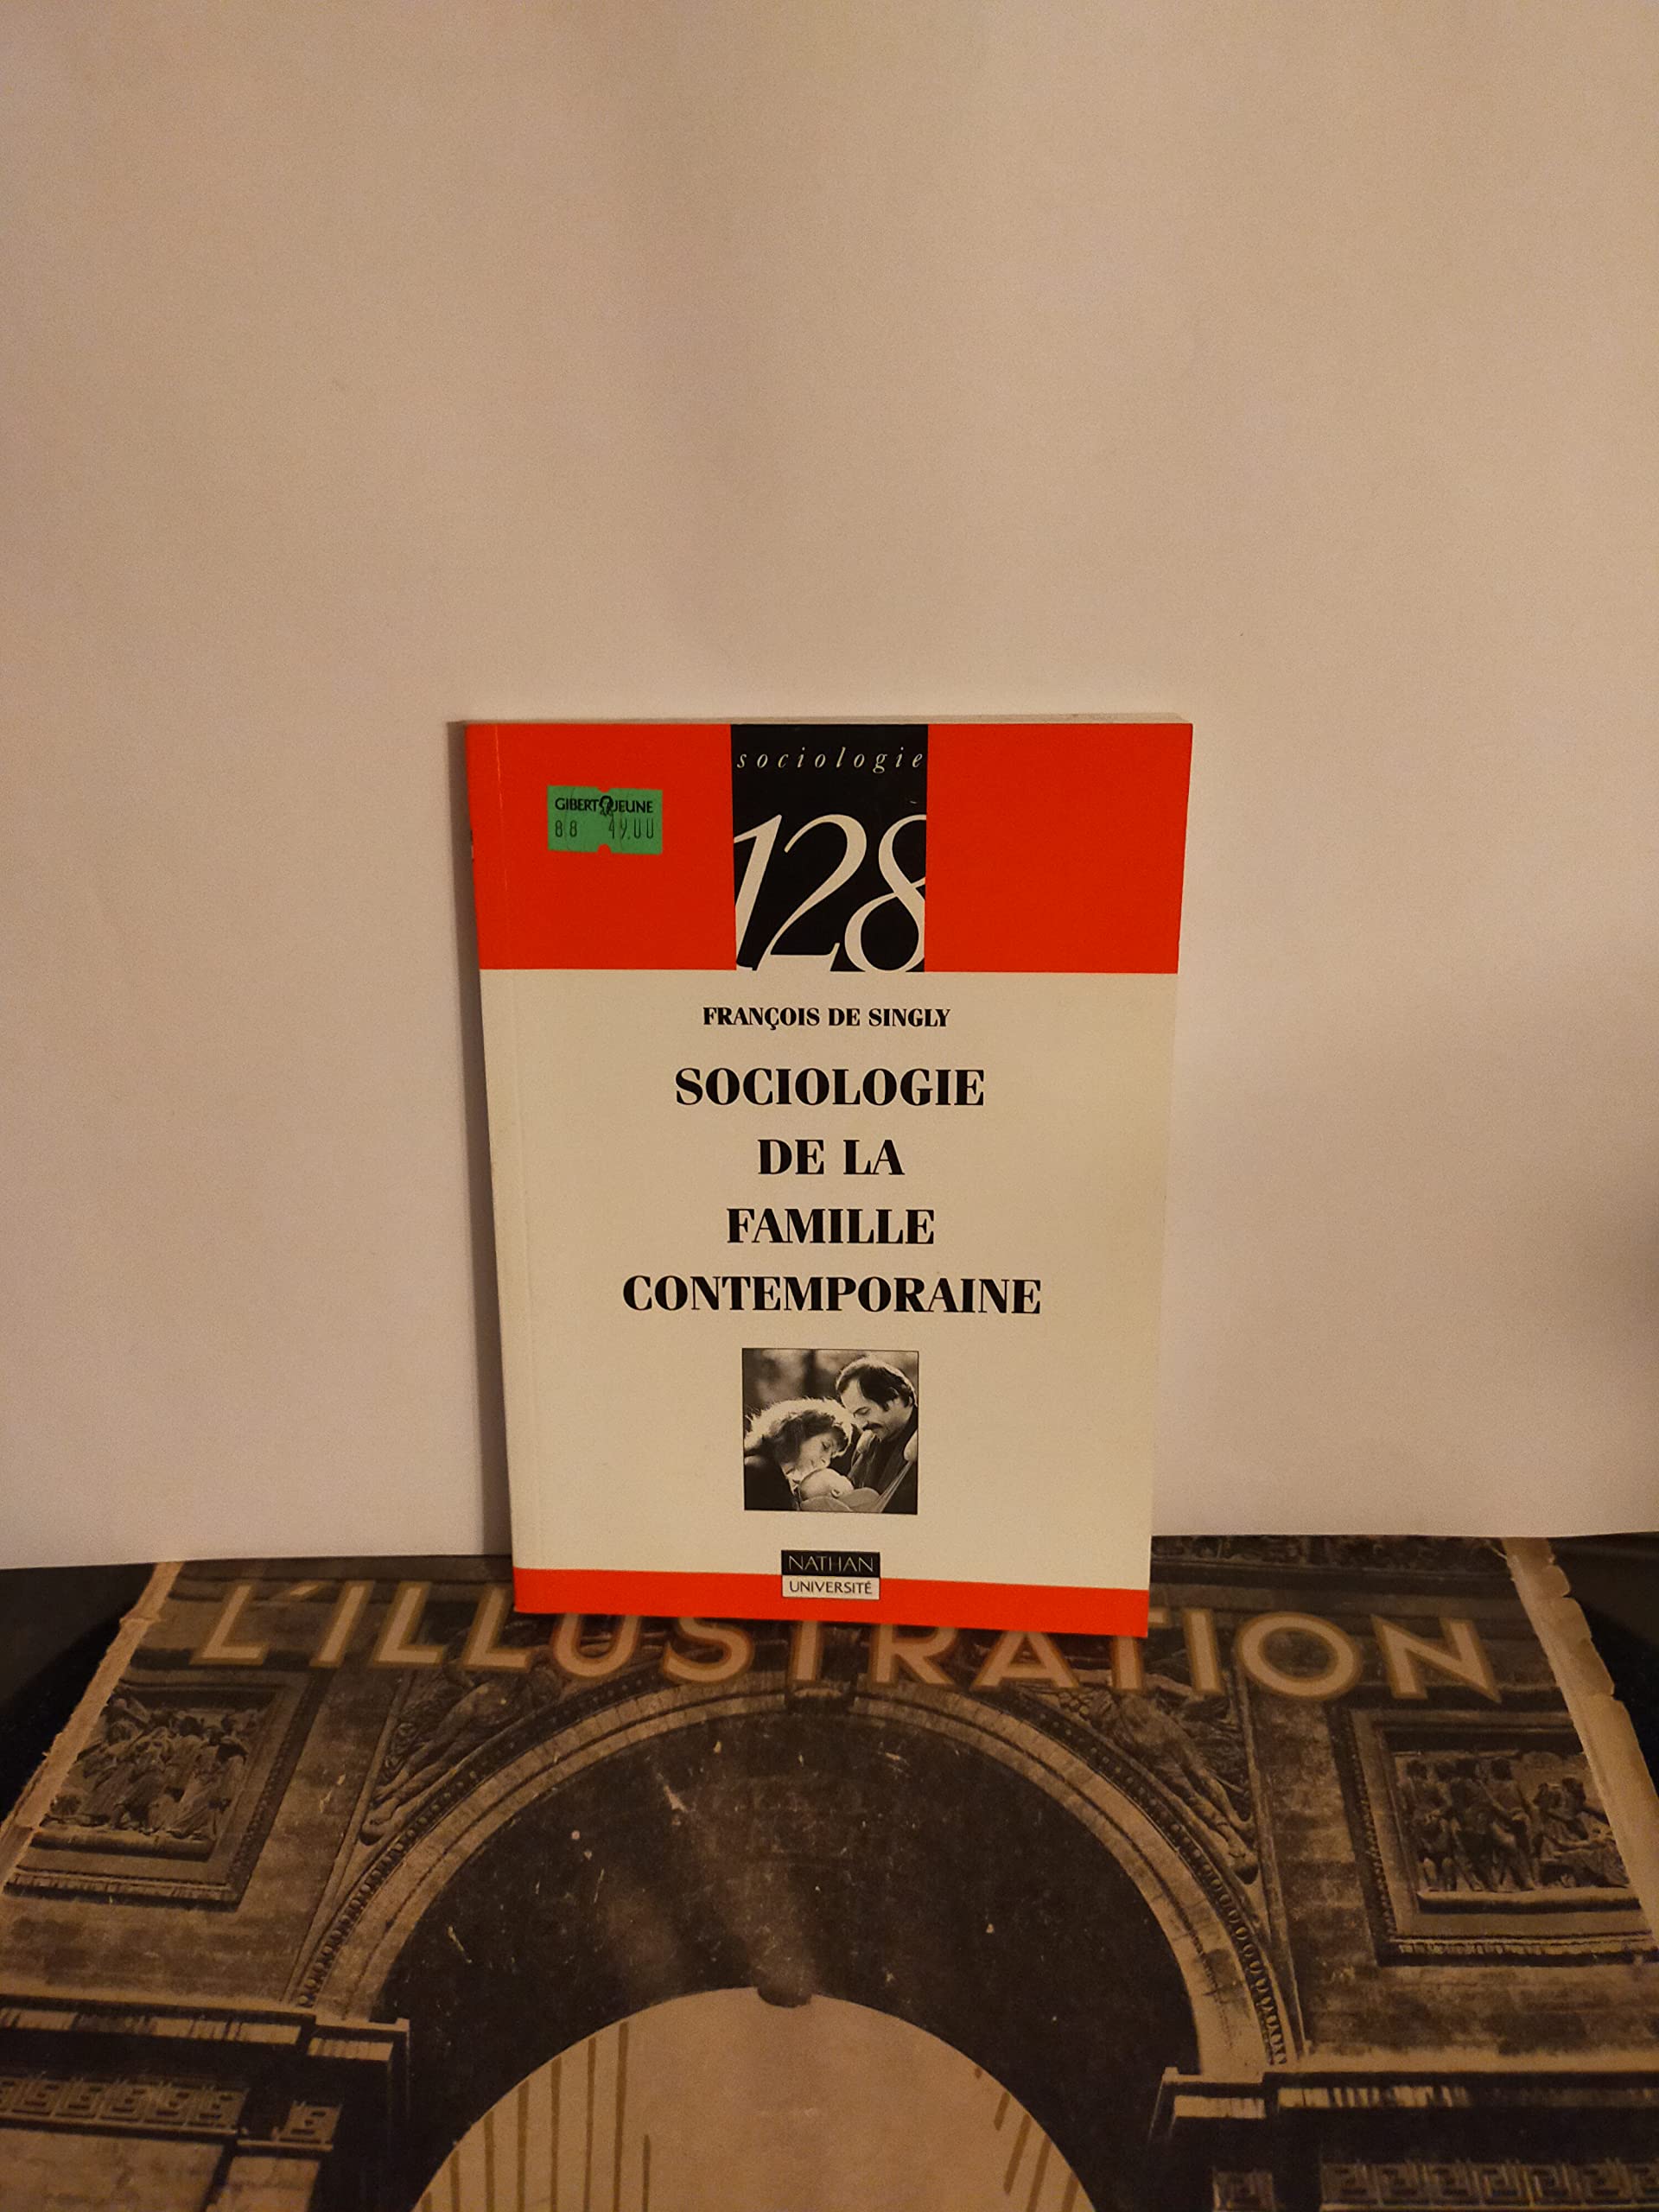 sociologie
GIBERT JEUNE
88 49.00
128
FRANÇOIS DE SINGLY
SOCIOLOGIE
DE LA
FAMILLE
CONTEMPORAINE
NATHAN
UNIVERSITÉ
L'ILLUSTRATION